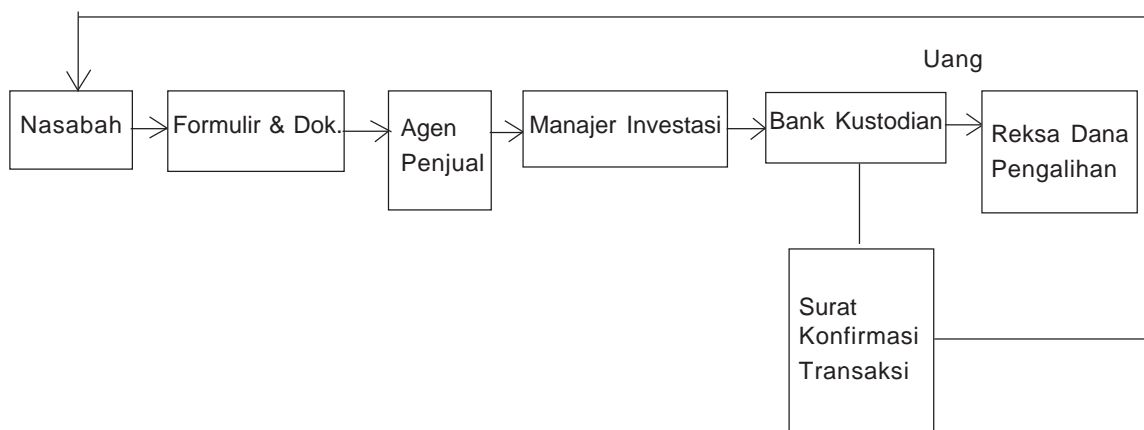 Uang
Nasabah
Formulir & Dok.
Agen
Penjual
Manajer Investasi
Bank Kustodian
Reksa Dana
Pengalihan
Surat
Konfirmasi
Transaksi